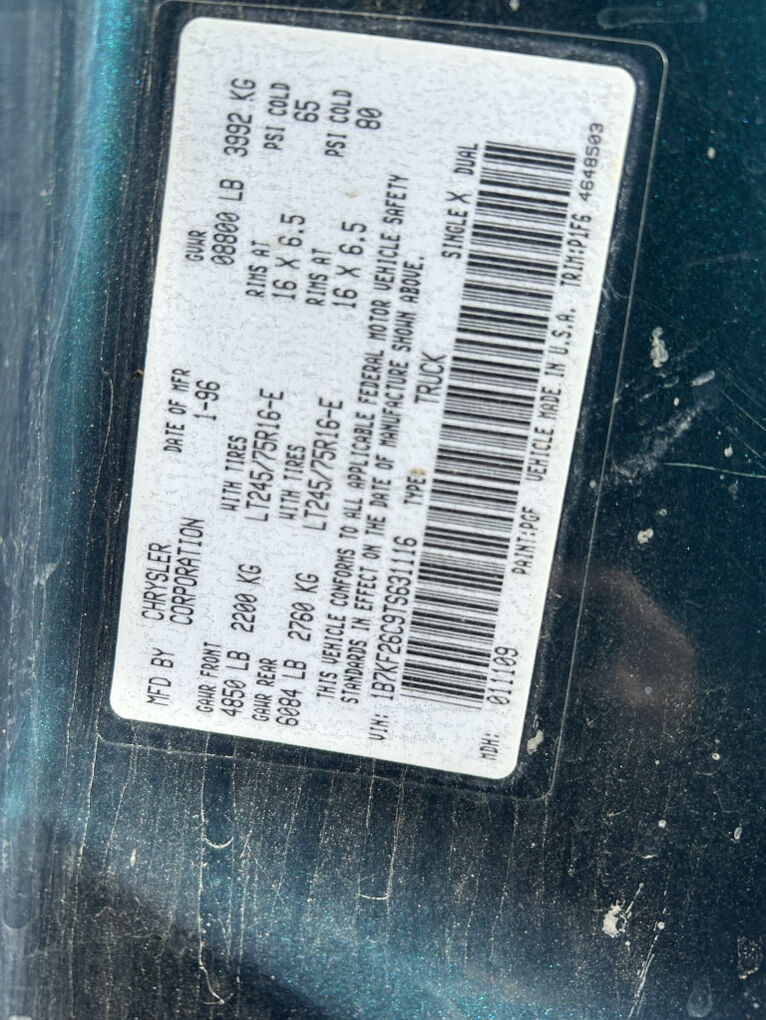 MFD BY CHRYSLER CORPORATION DATE OF MFR 1-96 GVWR 08800 LB 3992 KG
GAWR FRONT WITH TIRES RIMS AT PSI COLD
4850 LB 2200 KG LT245/75R16-E 16 X 6.5 65
GAWR REAR WITH TIRES RIMS AT PSI COLD
6084 LB 2760 KG LT245/75R16-E 16 X 6.5 80
THIS VEHICLE CONFORMS TO ALL APPLICABLE FEDERAL MOTOR VEHICLE SAFETY
STANDARDS IN EFFECT ON THE DATE OF MANUFACTURE SHOWN ABOVE.
VIN: 1B7KF26C9TS631116 TYPE: TRUCK SINGLE X DUAL
MDH: 011109 PAINT:PGF VEHICLE MADE IN U.S.A. TRIM:P1F6 4648503